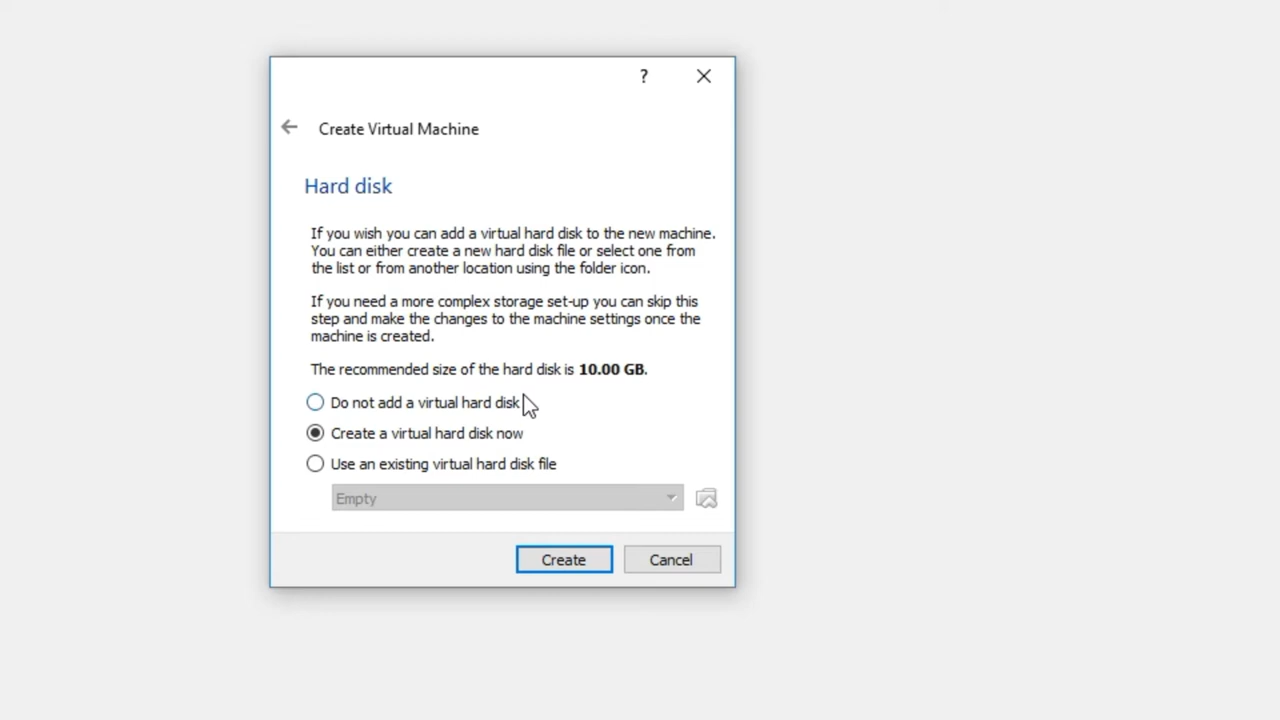 ?
Create Virtual Machine
Hard disk
If you wish you can add a virtual hard disk to the new machine.
You can either create a new hard disk file or select one from
the list or from another location using the folder icon.
If you need a more complex storage set-up you can skip this
step and make the changes to the machine settings once the
machine is created.
The recommended size of the hard disk is 10.00 GB.
Do not add a virtual hard disk
Create a virtual hard disk now
Use an existing virtual hard disk file
Empty
Create Cancel